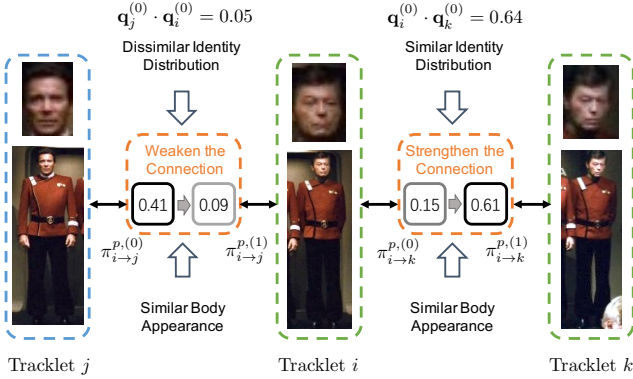 q_j^{(0)} · q_i^{(0)} = 0.05
q_i^{(0)} · q_k^{(0)} = 0.64
Dissimilar Identity
Distribution
Similar Identity
Distribution
Weaken the
Connection
Strengthen the
Connection
0.41
0.09
0.15
0.61
π_{i→j}^{p,(0)}
π_{i→j}^{p,(1)}
π_{i→k}^{p,(0)}
π_{i→k}^{p,(1)}
Similar Body
Appearance
Similar Body
Appearance
Tracklet j
Tracklet i
Tracklet k